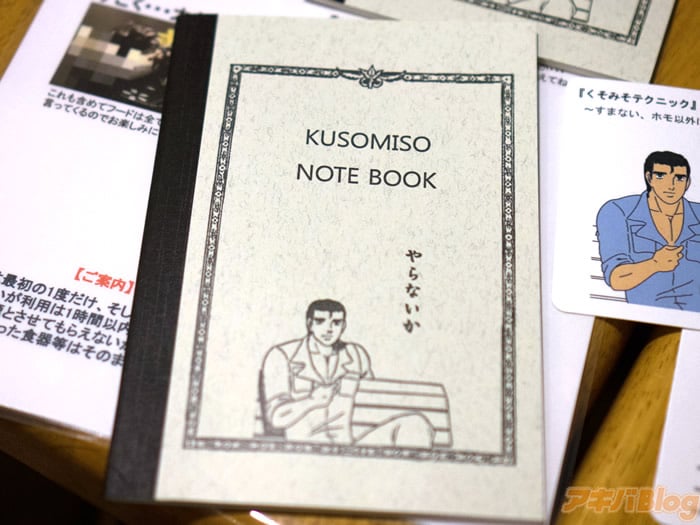 これも含めてフードは全て
言ってくるのでお楽しみに
KUSOMISO
NOTE BOOK
やらないか
『くそみそテクニック』
～すまない、ホモ以外に
【ご案内】
最初の1度だけ、そし
が利用は1時間以内
とさせてもらえない
った食器等はそのま
アキバBlog